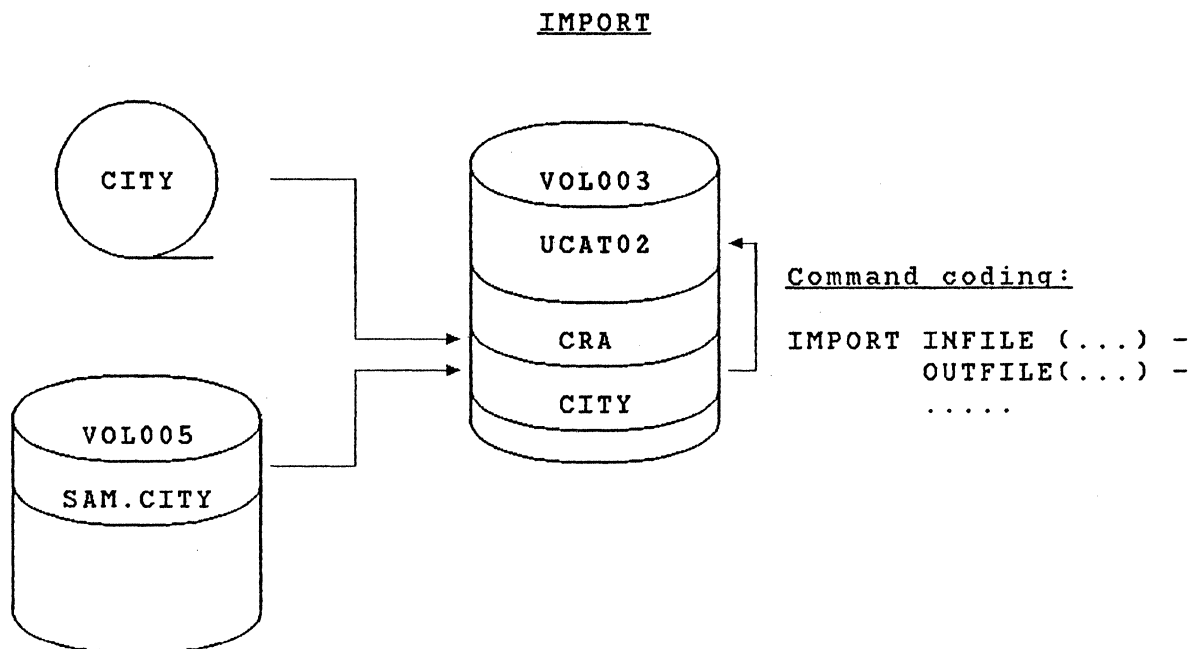 IMPORT
CITY
VOL003
UCAT02
CRA
CITY
VOL005
SAM.CITY
Command coding:
IMPORT INFILE (...) -
OUTFILE(...) -
.....